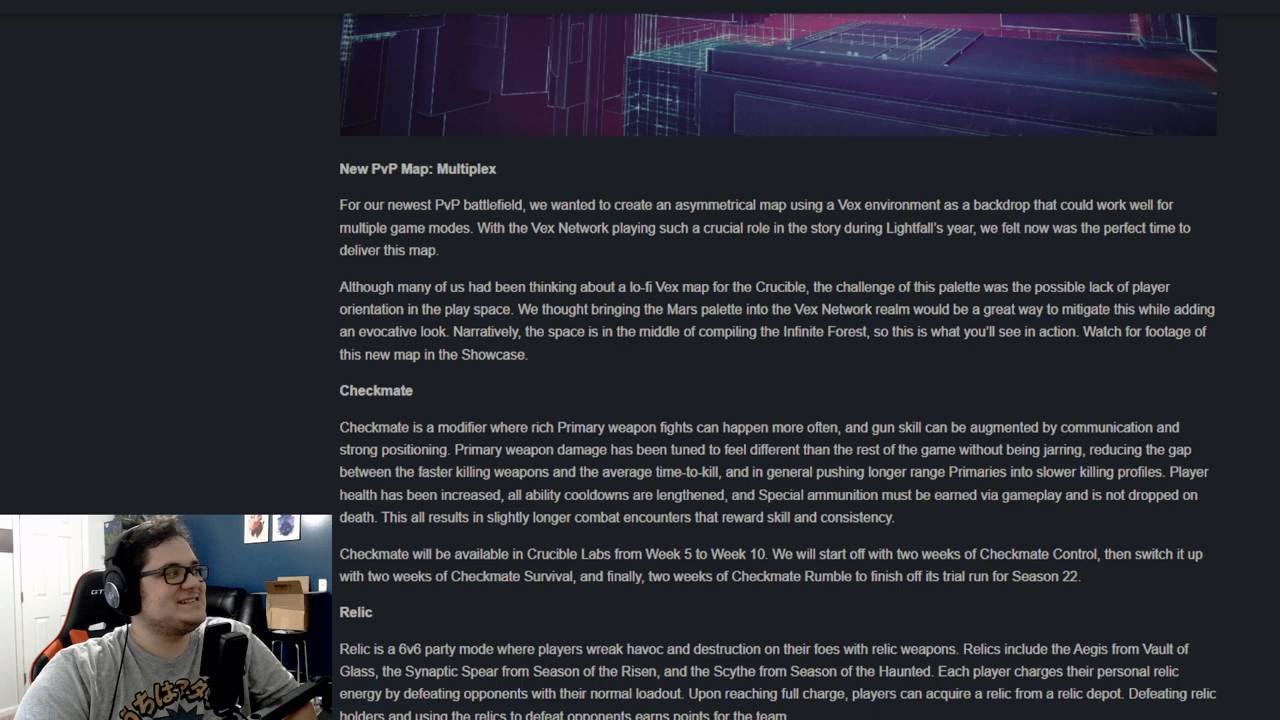 New PvP Map: Multiplex
For our newest PvP battlefield, we wanted to create an asymmetrical map using a Vex environment as a backdrop that could work well for
multiple game modes. With the Vex Network playing such a crucial role in the story during Lightfall's year, we felt now was the perfect time to
deliver this map.
Although many of us had been thinking about a lo-fi Vex map for the Crucible, the challenge of this palette was the possible lack of player
orientation in the play space. We thought bringing the Mars palette into the Vex Network realm would be a great way to mitigate this while adding
an evocative look. Narratively, the space is in the middle of compiling the Infinite Forest, so this is what you'll see in action. Watch for footage of
this new map in the Showcase.
Checkmate
Checkmate is a modifier where rich Primary weapon fights can happen more often, and gun skill can be augmented by communication and
strong positioning. Primary weapon damage has been tuned to feel different than the rest of the game without being jarring, reducing the gap
between the faster killing weapons and the average time-to-kill, and in general pushing longer range Primaries into slower killing profiles. Player
health has been increased, all ability cooldowns are lengthened, and Special ammunition must be earned via gameplay and is not dropped on
death. This all results in slightly longer combat encounters that reward skill and consistency.
Checkmate will be available in Crucible Labs from Week 5 to Week 10. We will start off with two weeks of Checkmate Control, then switch it up
with two weeks of Checkmate Survival, and finally, two weeks of Checkmate Rumble to finish off its trial run for Season 22.
Relic
Relic is a 6v6 party mode where players wreak havoc and destruction on their foes with relic weapons. Relics include the Aegis from Vault of
Glass, the Synaptic Spear from Season of the Risen, and the Scythe from Season of the Haunted. Each player charges their personal relic
energy by defeating opponents with their normal loadout. Upon reaching full charge, players can acquire a relic from a relic depot. Defeating relic
holders and using the relics to defeat opponents earns points for the team.
GT